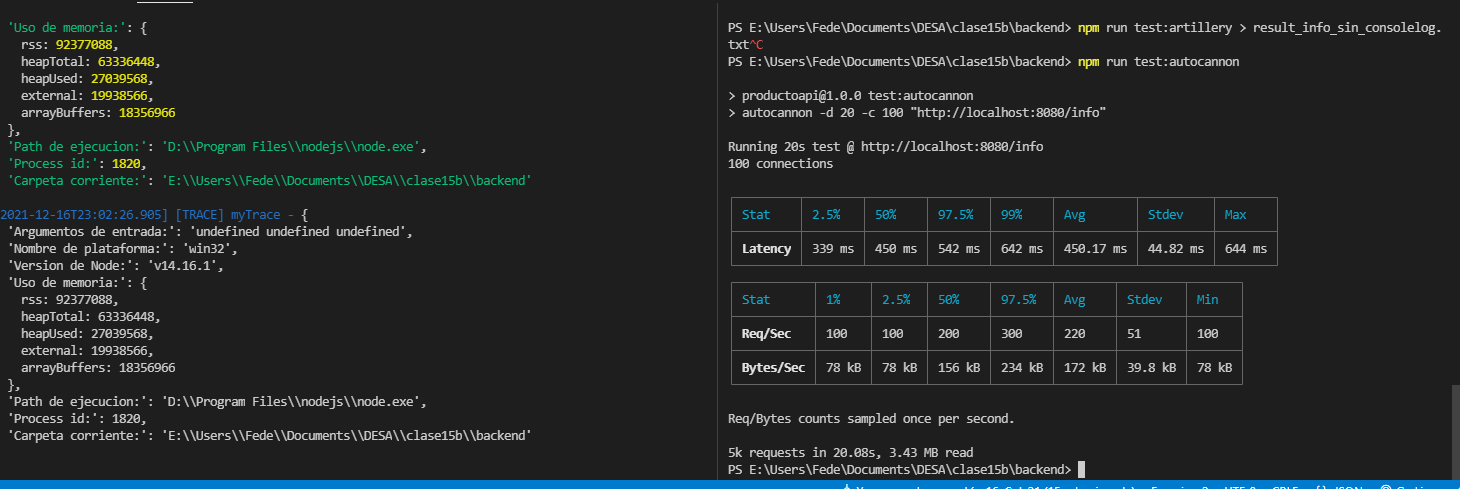 'Uso de memoria:': {
rss: 92377088,
heapTotal: 63336448,
heapUsed: 27039568,
external: 19938566,
arrayBuffers: 18356966
},
'Path de ejecucion:': 'D:\\Program Files\\nodejs\\node.exe',
'Process id:': 1820,
'Carpeta corriente:': 'E:\\Users\\Fede\\Documents\\DESA\\clase15b\\backend'
2021-12-16T23:02:26.905] [TRACE] myTrace - {
'Argumentos de entrada:': 'undefined undefined undefined',
'Nombre de plataforma:': 'win32',
'Version de Node:': 'v14.16.1',
'Uso de memoria:': {
rss: 92377088,
heapTotal: 63336448,
heapUsed: 27039568,
external: 19938566,
arrayBuffers: 18356966
},
'Path de ejecucion:': 'D:\\Program Files\\nodejs\\node.exe',
'Process id:': 1820,
'Carpeta corriente:': 'E:\\Users\\Fede\\Documents\\DESA\\clase15b\\backend'
PS E:\Users\Fede\Documents\DESA\clase15b\backend> npm run test:artillery > result_info_sin_consolelog.
txt^C
PS E:\Users\Fede\Documents\DESA\clase15b\backend> npm run test:autocannon
> productoapi@1.0.0 test:autocannon
> autocannon -d 20 -c 100 "http://localhost:8080/info"
Running 20s test @ http://localhost:8080/info
100 connections
Stat 2.5% 50% 97.5% 99% Avg Stdev Max
Latency 339 ms 450 ms 542 ms 642 ms 450.17 ms 44.82 ms 644 ms
Stat 1% 2.5% 50% 97.5% Avg Stdev Min
Req/Sec 100 100 200 300 220 51 100
Bytes/Sec 78 kB 78 kB 156 kB 234 kB 172 kB 39.8 kB 78 kB
Req/Bytes counts sampled once per second.
5k requests in 20.08s, 3.43 MB read
PS E:\Users\Fede\Documents\DESA\clase15b\backend>